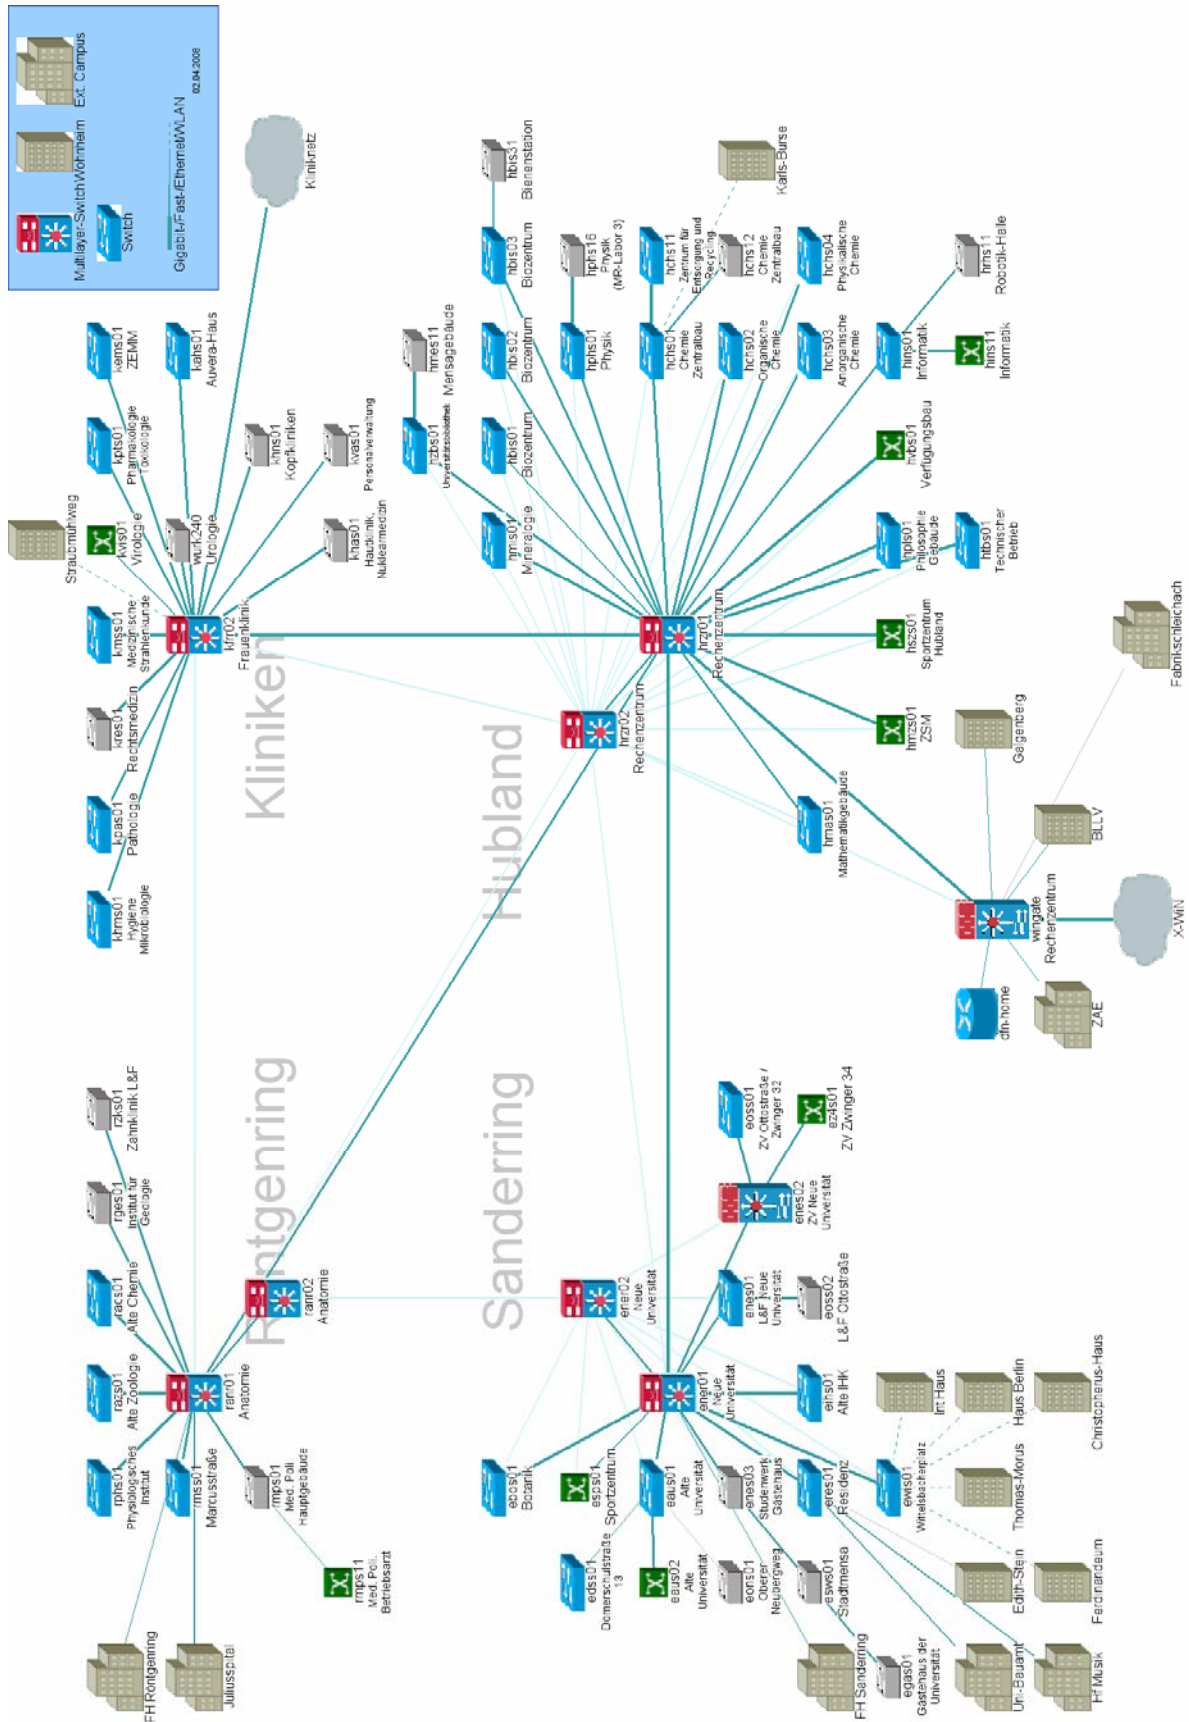 Multilayer-Switch
Wohnheim
Ext. Campus
Switch
Gigabit-/Fast-/Ethernet/WLAN
02.04.2008
Kliniken
Hubland
Röntgenring
Sanderring
Kliniknetz
Straubmühlweg
kems01
ZEMM
kahs01
Auvera-Haus
kpts01
Pharmakologie
Toxikologie
khns01
Kopfkliniken
kvas01
Personalverwaltung
kvis01
Virologie
wurk240
Urologie
khas01
Hautklinik,
Nuklearmedizin
kmss01
Medizinische
Strahlenkunde
kfrr02
Frauenklinik
kres01
Rechtsmedizin
kpas01
Pathologie
khms01
Hygiene
Mikrobiologie
hbis31
Bienenstation
hbis03
Biozentrum
hphs16
Physik
(MR-Labor 3)
hchs11
Zentrum für
Entsorgung und
Recycling
hchs12
Chemie
Zentralbau
Karls-Burse
hchs04
Physikalische
Chemie
hrhs11
Robotik-Halle
hmes11
Mensagebäude
hbis02
Biozentrum
hphs01
Physik
hchs01
Chemie
Zentralbau
hchs02
Organische
Chemie
hchs03
Anorganische
Chemie
hins01
Informatik
hins11
Informatik
hzbs01
Universitätsbibliothek
hbis01
Biozentrum
hvbs01
Verfügungsbau
hmis01
Mineralogie
hpls01
Philosophie
Gebäude
htbs01
Technischer
Betrieb
hrzr01
Rechenzentrum
hszs01
Sportzentrum
Hubland
Fabrikschleichach
hrzr02
Rechenzentrum
hmzs01
ZSM
Galgenberg
hmas01
Mathematikgebäude
BLLV
wingate
Rechenzentrum
X-WiN
dfn-home
ZAE
rzks01
Zahnklinik L&F
rges01
Institut für
Geologie
racs01
Alte Chemie
ranr02
Anatomie
razs01
Alte Zoologie
ranr01
Anatomie
rphs01
Physiologisches
Institut
rmss01
Marcusstraße
rmps01
Med. Poli
Hauptgebäude
rmps11
Med. Poli.
Betriebsarzt
FH Röntgenring
Juliusspital
eoss01
ZV Ottostraße /
Zwinger 32
ez4s01
ZV Zwinger 34
enes02
ZV Neue
Universität
ener02
Neue
Universität
enes01
L&F Neue
Universität
eoss02
L&F Ottostraße
ener01
Neue
Universität
eihs01
Alte IHK
Int Haus
Haus Berlin
Christopherus-Haus
ebos01
Botanik
esps01
Sportzentrum
eaus01
Alte
Universität
enes03
Studenwerk
Gästehaus
eres01
Residenz
ewis01
Wittelsbacherplatz
Thomas-Morus
edss01
Domerschulstraße
13
eaus02
Alte
Universität
eons01
Oberer
Neubergweg
esws01
Stadtmensa
Edith-Stein
Ferdinandeum
FH Sanderring
egas01
Gästehaus der
Universität
Uni-Bauamt
Hf Musik